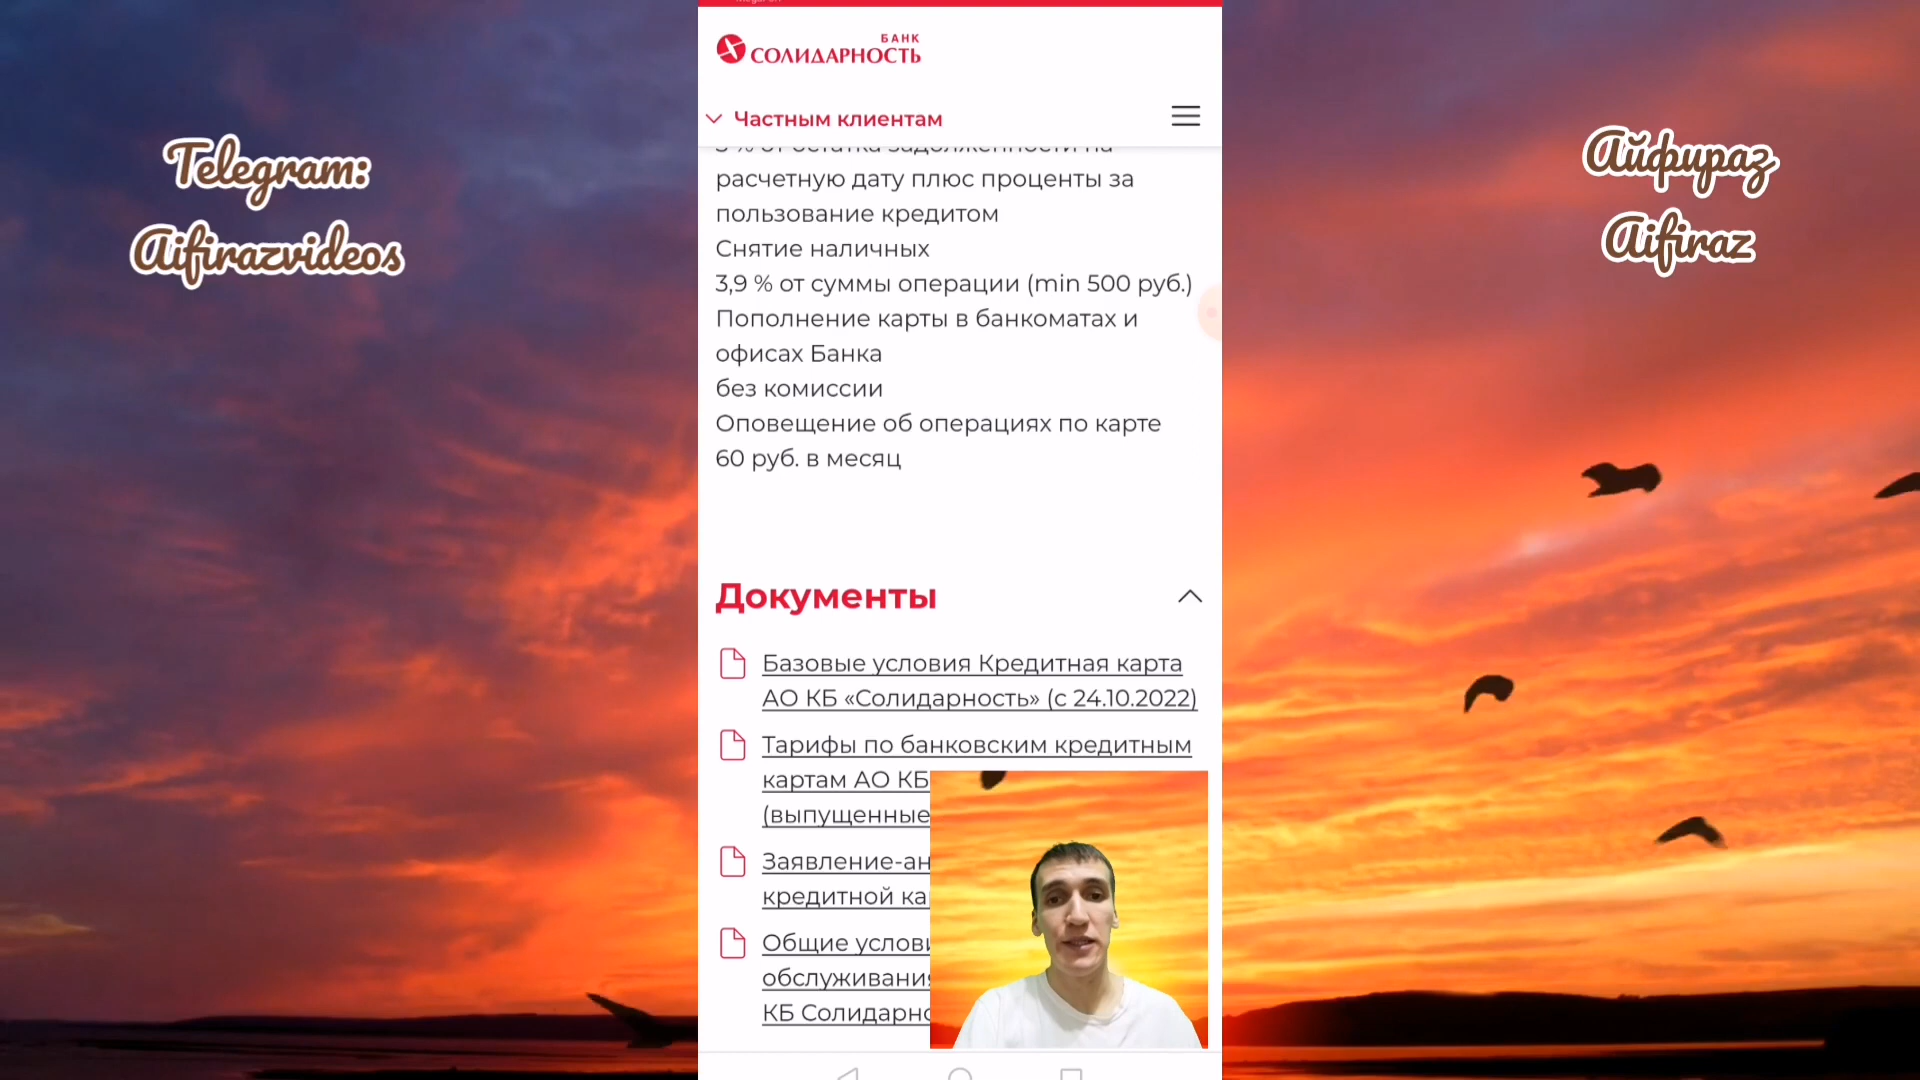 Telegram:
Aifirazvideos
БАНК
СОЛИДАРНОСТЬ
Частным клиентам
расчетную дату плюс проценты за
пользование кредитом
Снятие наличных
3,9 % от суммы операции (min 500 руб.)
Пополнение карты в банкоматах и
офисах Банка
без комиссии
Оповещение об операциях по карте
60 руб. в месяц
Документы
Базовые условия Кредитная карта
АО КБ «Солидарность» (с 24.10.2022)
Тарифы по банковским кредитным
картам АО КБ
(выпущенные
Заявление-ан
кредитной ка
Общие услови
обслуживания
КБ Солидарно
Айфираз
Aifiraz